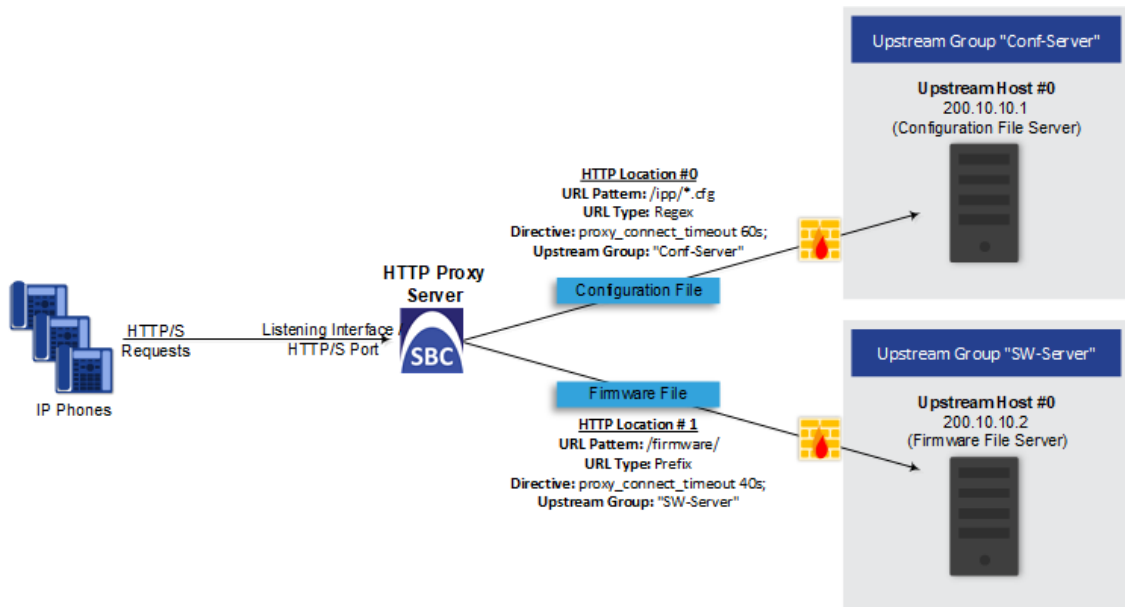 Upstream Group "Conf-Server"
Upstream Host #0
200.10.10.1
(Configuration File Server)
HTTP Location #0
URL Pattern: /ipp/*.cfg
URL Type: Regex
Directive: proxy_connect_timeout 60s;
Upstream Group: "Conf-Server"
HTTP Proxy
Server
Configuration File
HTTP/S
Requests
Listening Interface /
HTTP/S Port
SBC
IP Phones
Upstream Group "SW-Server"
Firmware File
Upstream Host #0
200.10.10.2
(Firmware File Server)
HTTP Location # 1
URL Pattern: /firmware/
URL Type: Prefix
Directive: proxy_connect_timeout 40s;
Upstream Group: "SW-Server"